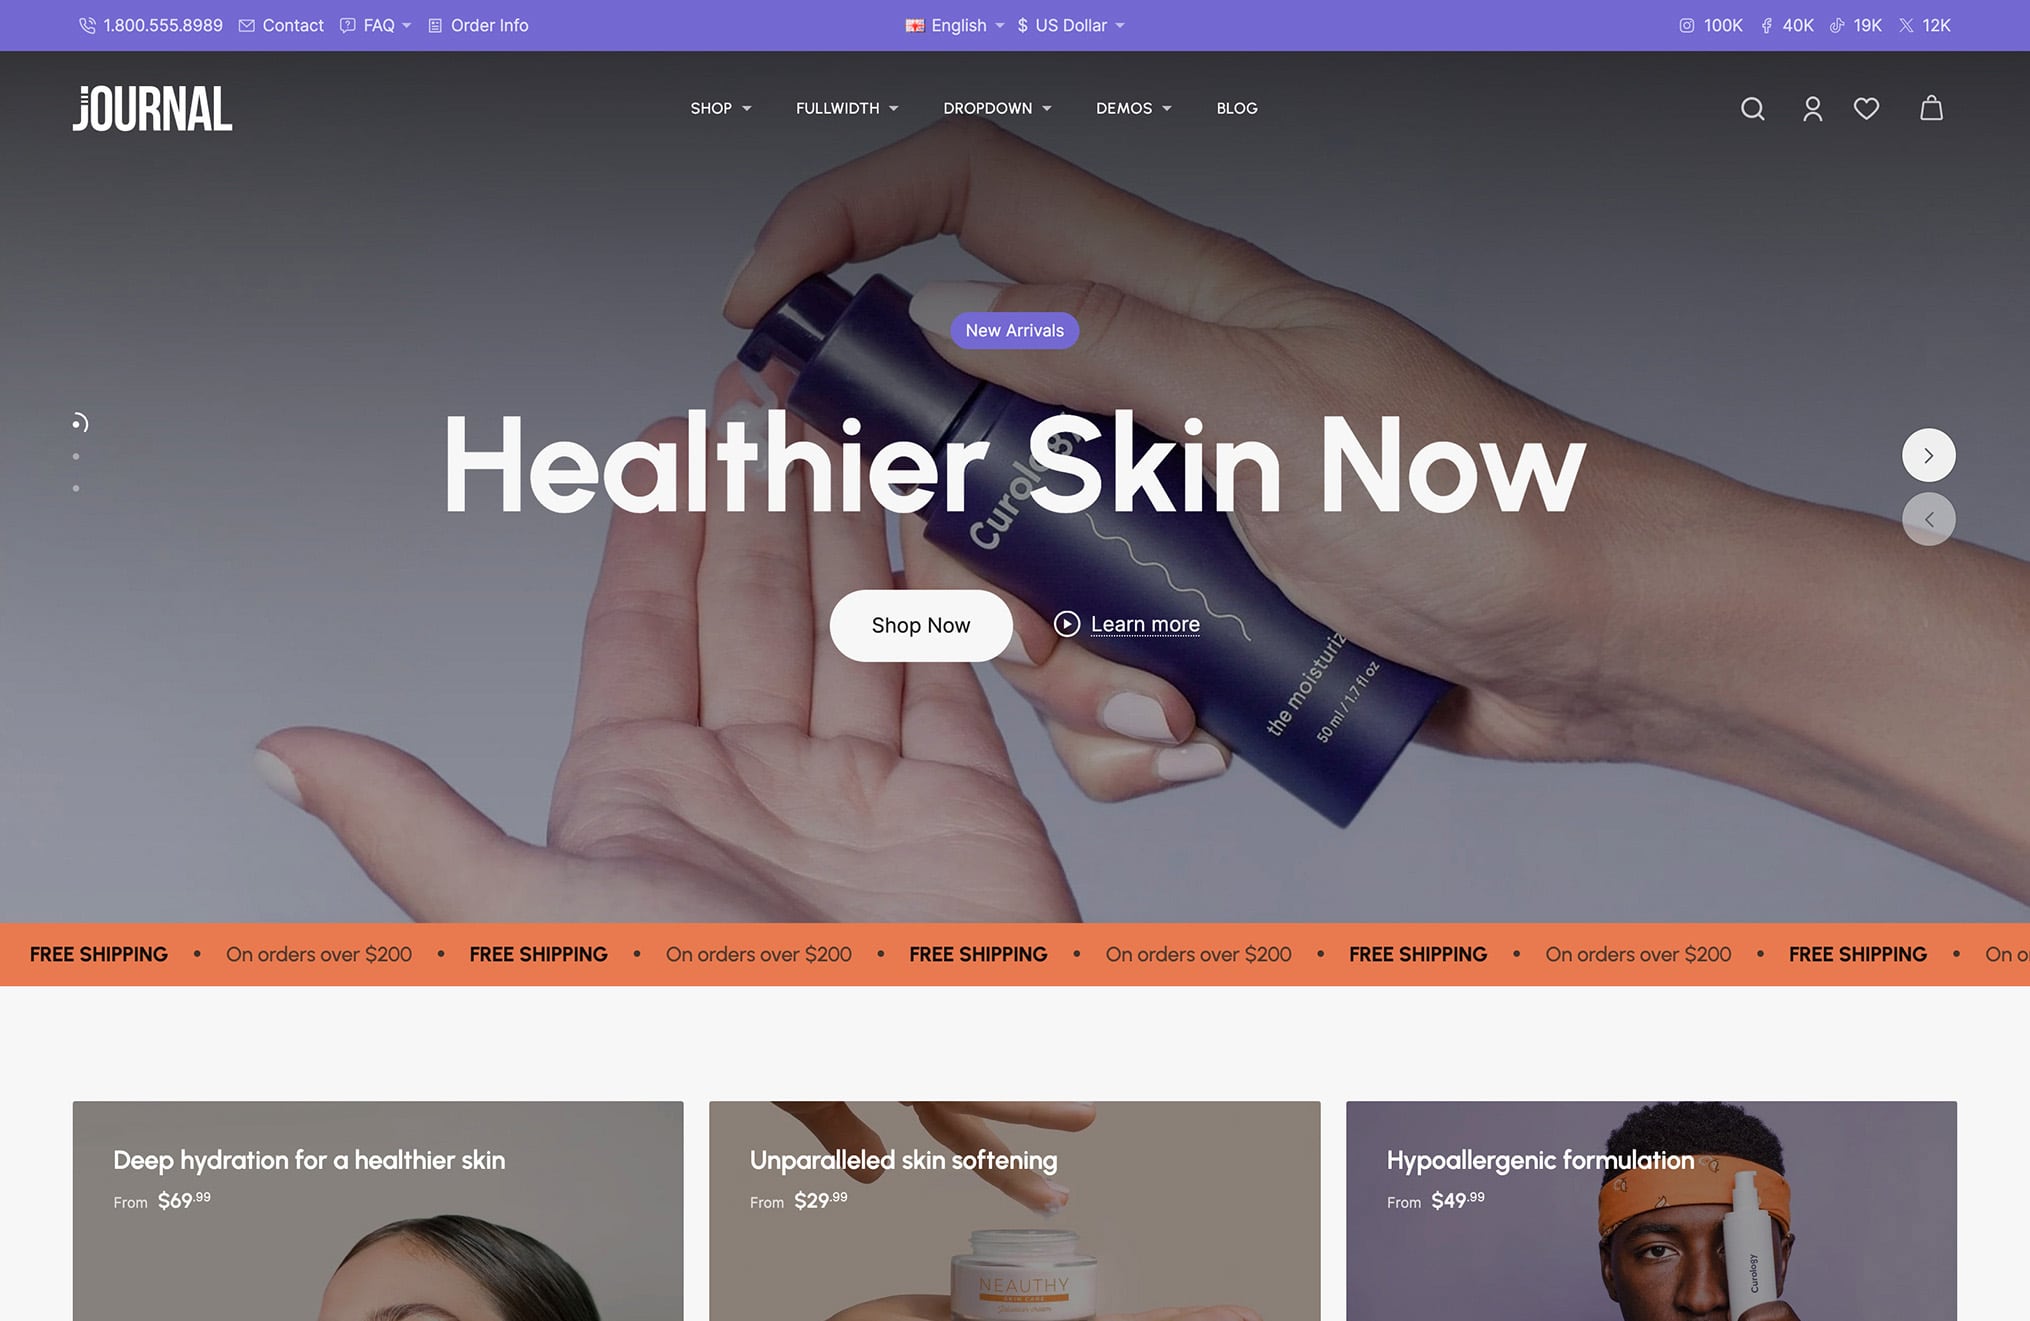 1.800.555.8989 Contact FAQ Order Info English $ US Dollar 100K 40K 19K 12K
JOURNAL SHOP FULLWIDTH DROPDOWN DEMOS BLOG
New Arrivals
Healthier Skin Now
Curology
Shop Now Learn more
the moisturiz
50 ml / 1.7 fl oz
FREE SHIPPING • On orders over $200 • FREE SHIPPING • On orders over $200 • FREE SHIPPING • On orders over $200 • FREE SHIPPING • On orders over $200 • FREE SHIPPING • On o
Deep hydration for a healthier skin
From $69.99
Unparalleled skin softening
From $29.99
NEAUTHY
SKIN CARE
Hypoallergenic formulation
From $49.99
Curology